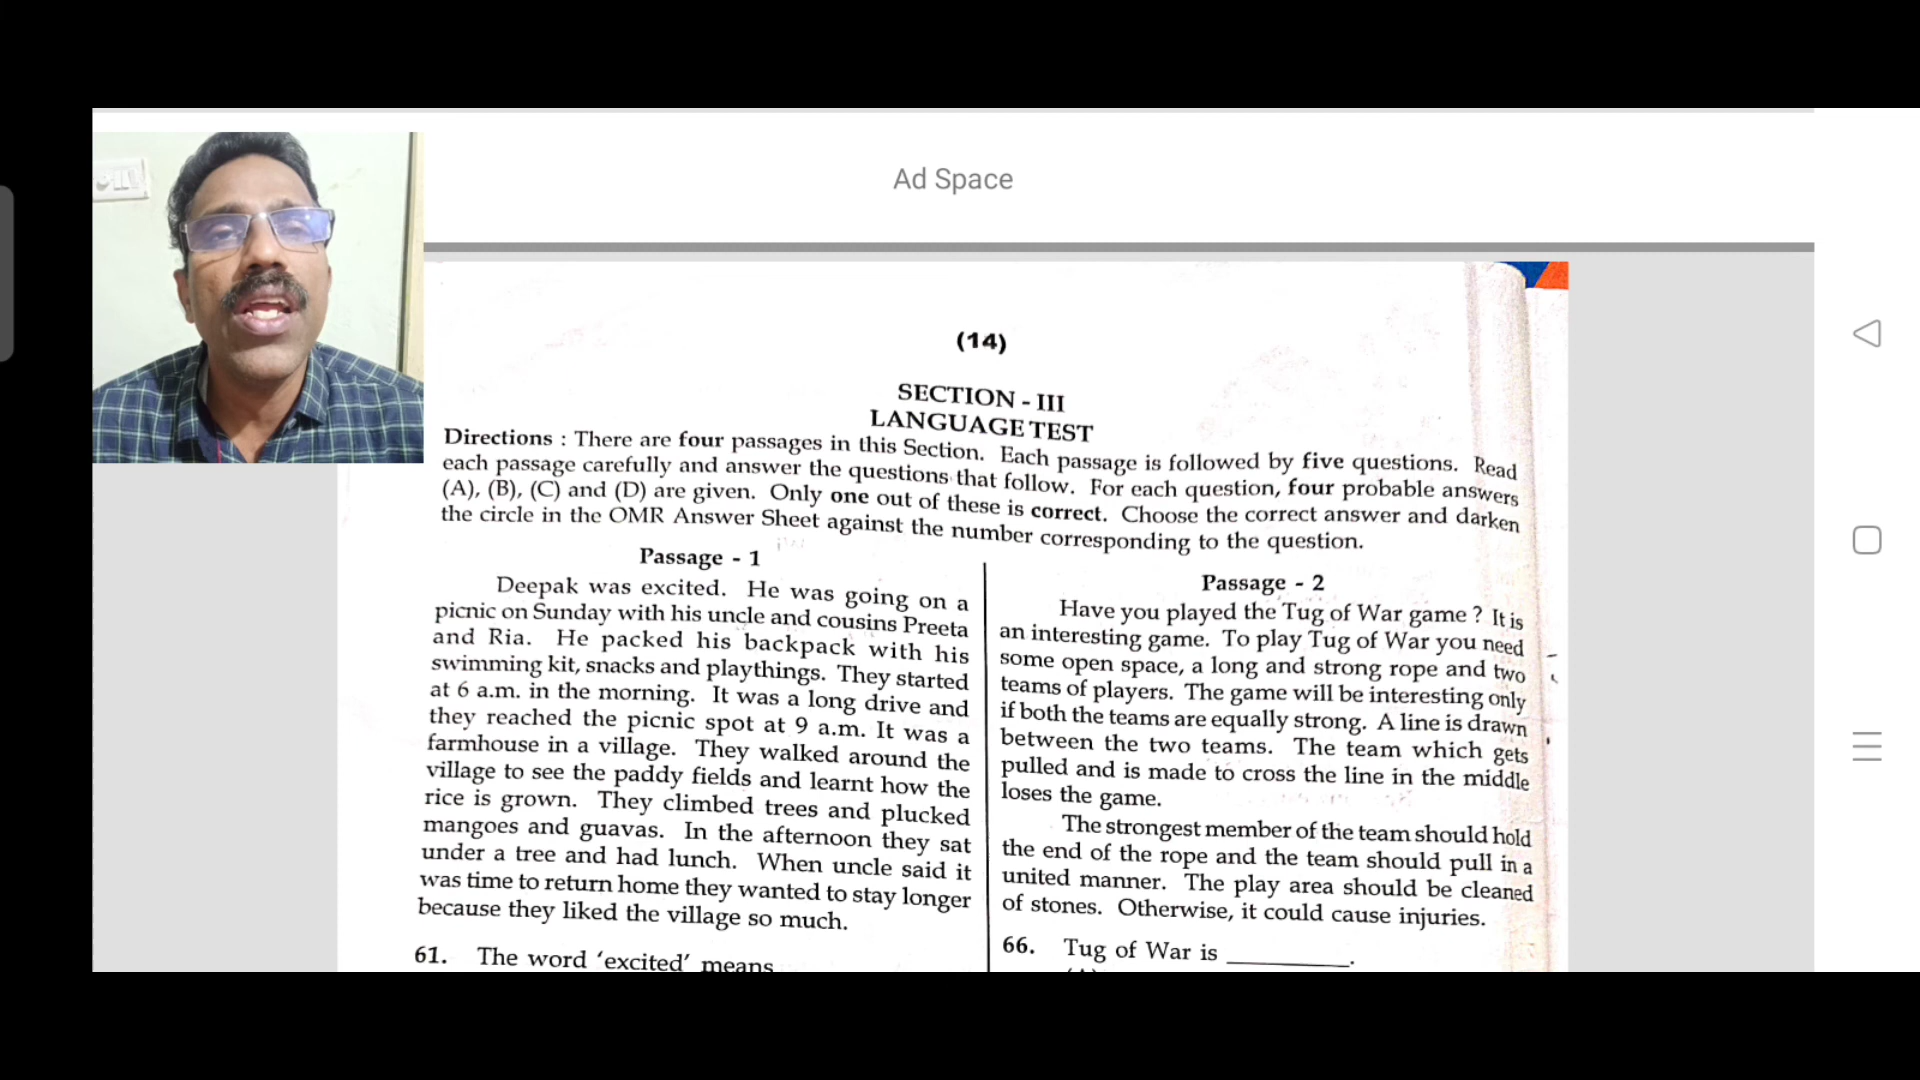 Ad Space
(14)
SECTION - III
LANGUAGE TEST
Directions : There are four passages in this Section. Each passage is followed by five questions. Read
each passage carefully and answer the questions that follow. For each question, four probable answers
(A), (B), (C) and (D) are given. Only one out of these is correct. Choose the correct answer and darken
the circle in the OMR Answer Sheet against the number corresponding to the question.
Passage - 1
Deepak was excited. He was going on a
picnic on Sunday with his uncle and cousins Preeta
and Ria. He packed his backpack with his
swimming kit, snacks and playthings. They started
at 6 a.m. in the morning. It was a long drive and
they reached the picnic spot at 9 a.m. It was a
farmhouse in a village. They walked around the
village to see the paddy fields and learnt how the
rice is grown. They climbed trees and plucked
mangoes and guavas. In the afternoon they sat
under a tree and had lunch. When uncle said it
was time to return home they wanted to stay longer
because they liked the village so much.
61. The word 'excited' means
Passage - 2
Have you played the Tug of War game ? It is
an interesting game. To play Tug of War you need
some open space, a long and strong rope and two
teams of players. The game will be interesting only
if both the teams are equally strong. A line is drawn
between the two teams. The team which gets
pulled and is made to cross the line in the middle
loses the game.
The strongest member of the team should hold
the end of the rope and the team should pull in a
united manner. The play area should be cleaned
of stones. Otherwise, it could cause injuries.
66. Tug of War is __________.